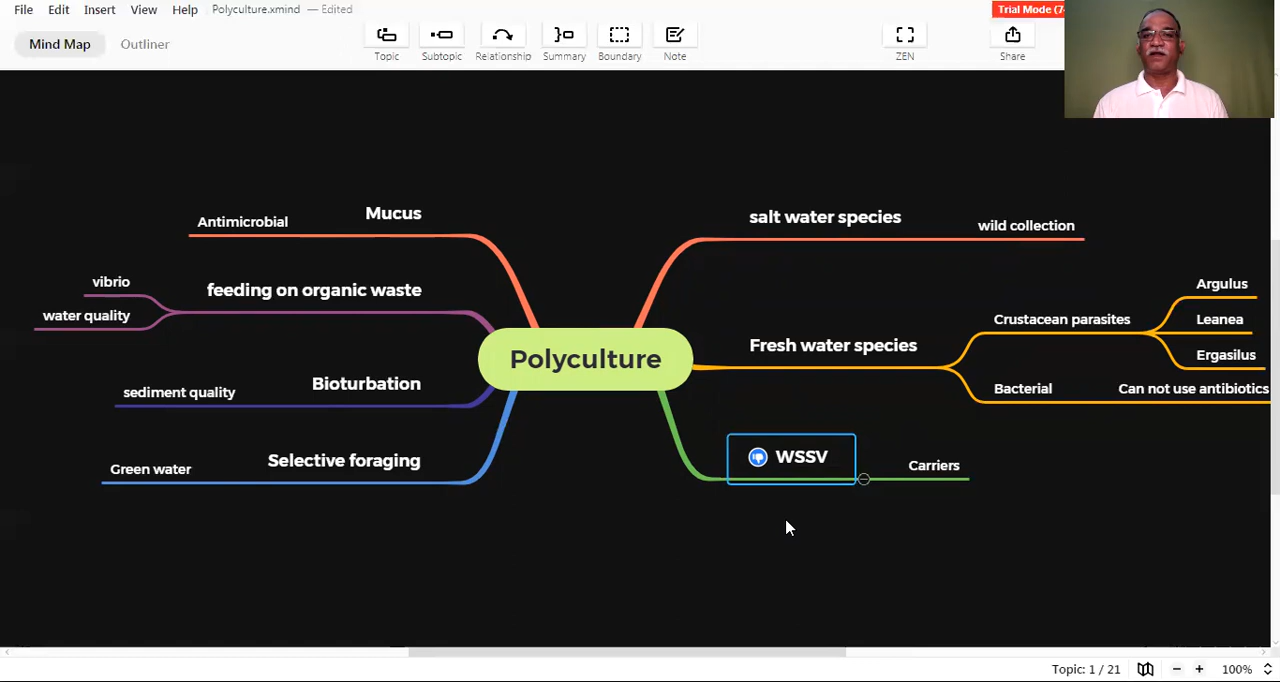 File Edit Insert View Help Polyculture.xmind — Edited
Trial Mode (7-
Mind Map Outliner
Topic Subtopic Relationship Summary Boundary Note ZEN Share
Mucus
Antimicrobial
feeding on organic waste
vibrio
water quality
Bioturbation
sediment quality
Selective foraging
Green water
Polyculture
salt water species
wild collection
Fresh water species
Crustacean parasites
Argulus
Leanea
Ergasilus
Bacterial
Can not use antibiotics
WSSV
Carriers
Topic: 1 / 21
100%